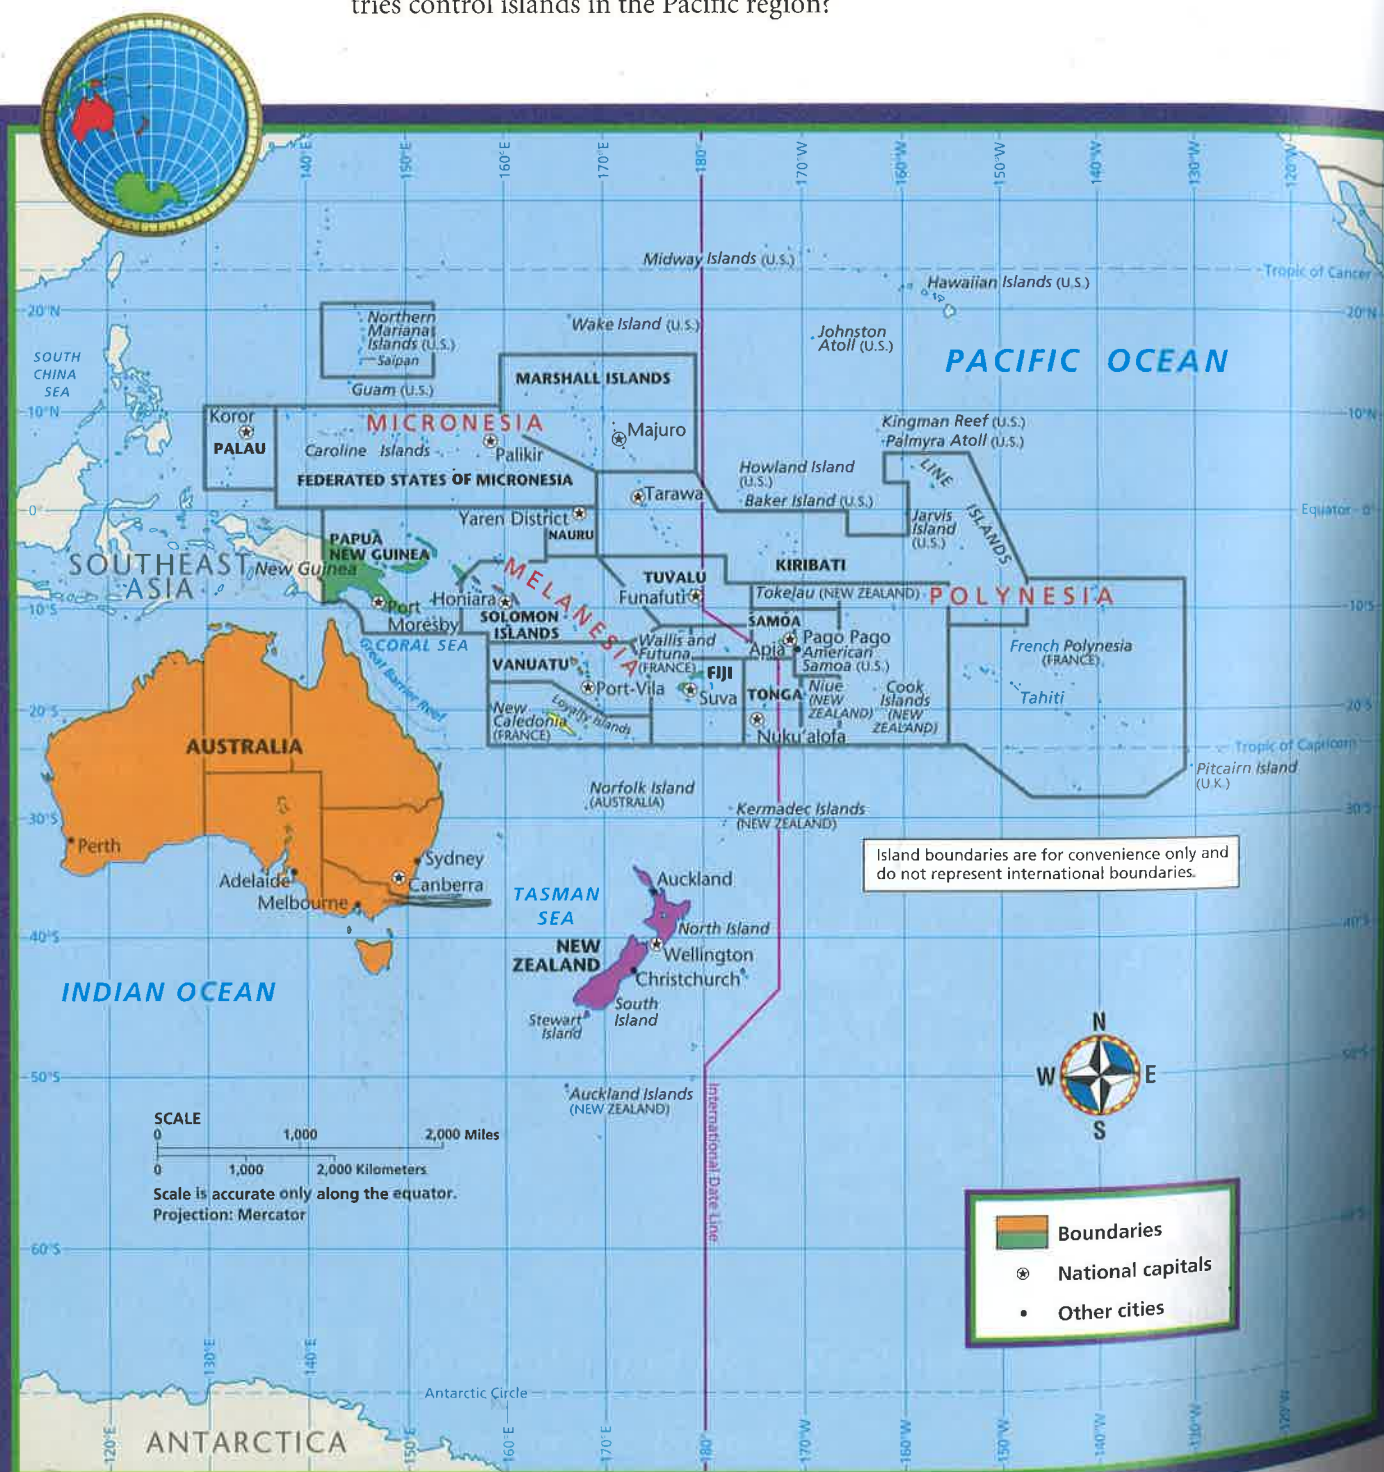 tries control islands in the Pacific region?
140°E
150°E
160°E
170°E
180°
170°W
160°W
150°W
140°W
130°W
120°W
Midway Islands (U.S.)
Tropic of Cancer
Hawaiian Islands (U.S.)
20°N
20°N
Northern
Mariana
Islands (U.S.)
Saipan
Wake Island (U.S.)
Johnston
Atoll (U.S.)
SOUTH
CHINA
SEA
PACIFIC OCEAN
MARSHALL ISLANDS
Guam (U.S.)
10°N
10°N
Koror
PALAU
MICRONESIA
Caroline Islands
Palikir
Majuro
Kingman Reef (U.S.)
Palmyra Atoll (U.S.)
FEDERATED STATES OF MICRONESIA
Howland Island
(U.S.)
Baker Island (U.S.)
LINE ISLANDS
Tarawa
Jarvis
Island
(U.S.)
0°
Equator 0°
Yaren District
NAURU
PAPUA
NEW GUINEA
New Guinea
SOUTHEAST
ASIA
KIRIBATI
MELANESIA
TUVALU
Funafuti
Tokelau (NEW ZEALAND)
POLYNESIA
10°S
10°S
Port
Moresby
Honiara
SOLOMON
ISLANDS
SAMOA
Apia
Pago Pago
American
Samoa (U.S.)
CORAL SEA
Great Barrier Reef
Wallis and
Futuna
(FRANCE)
French Polynesia
(FRANCE)
Tahiti
VANUATU
Port-Vila
FIJI
Suva
TONGA
Nuku'alofa
Niue
(NEW
ZEALAND)
Cook
Islands
(NEW
ZEALAND)
New
Caledonia
(FRANCE)
Loyalty Islands
20°S
20°S
AUSTRALIA
Tropic of Capricorn
Pitcairn Island
(U.K.)
Norfolk Island
(AUSTRALIA)
Kermadec Islands
(NEW ZEALAND)
30°S
30°S
Perth
Adelaide
Melbourne
Sydney
Canberra
Island boundaries are for convenience only and
do not represent international boundaries.
TASMAN
SEA
Auckland
North Island
NEW
ZEALAND
Wellington
Christchurch
South
Island
Stewart
Island
40°S
40°S
INDIAN OCEAN
N
W
E
S
50°S
50°S
Auckland Islands
(NEW ZEALAND)
International Date Line
SCALE
0
1,000
2,000 Miles
0
1,000
2,000 Kilometers
Scale is accurate only along the equator.
Projection: Mercator
Boundaries
National capitals
Other cities
60°S
130°E
140°E
Antarctic Circle
ANTARCTICA
120°E
150°E
160°E
170°E
180°
170°W
160°W
150°W
140°W
130°W
120°W